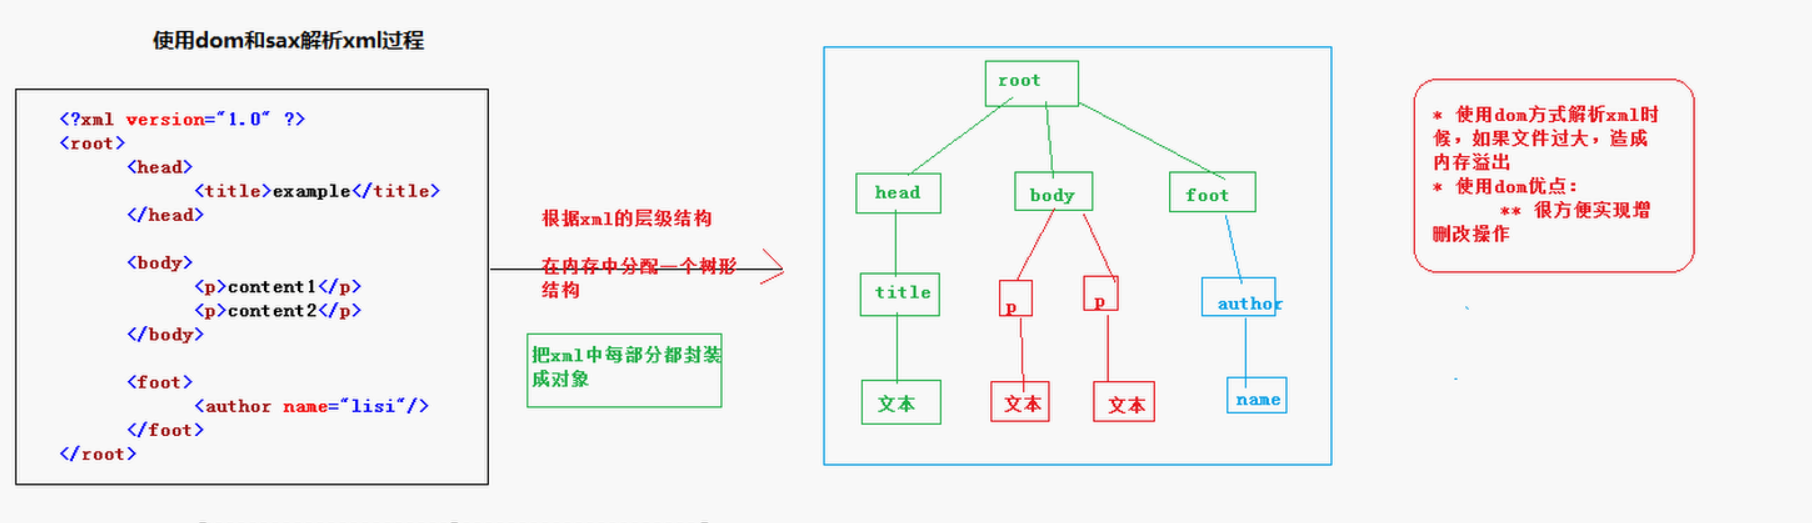 使用dom和sax解析xml过程
<?xml version="1.0" ?>
<root>
<head>
<title>example</title>
</head>
<body>
<p>content1</p>
<p>content2</p>
</body>
<foot>
<author name="lisi"/>
</foot>
</root>
根据xml的层级结构
在内存中分配一个树形
结构
把xml中每部分都封装
成对象
root
head
body
foot
title
p
p
author
文本
文本
文本
name
* 使用dom方式解析xml时
候，如果文件过大，造成
内存溢出
* 使用dom优点：
** 很方便实现增
删改操作